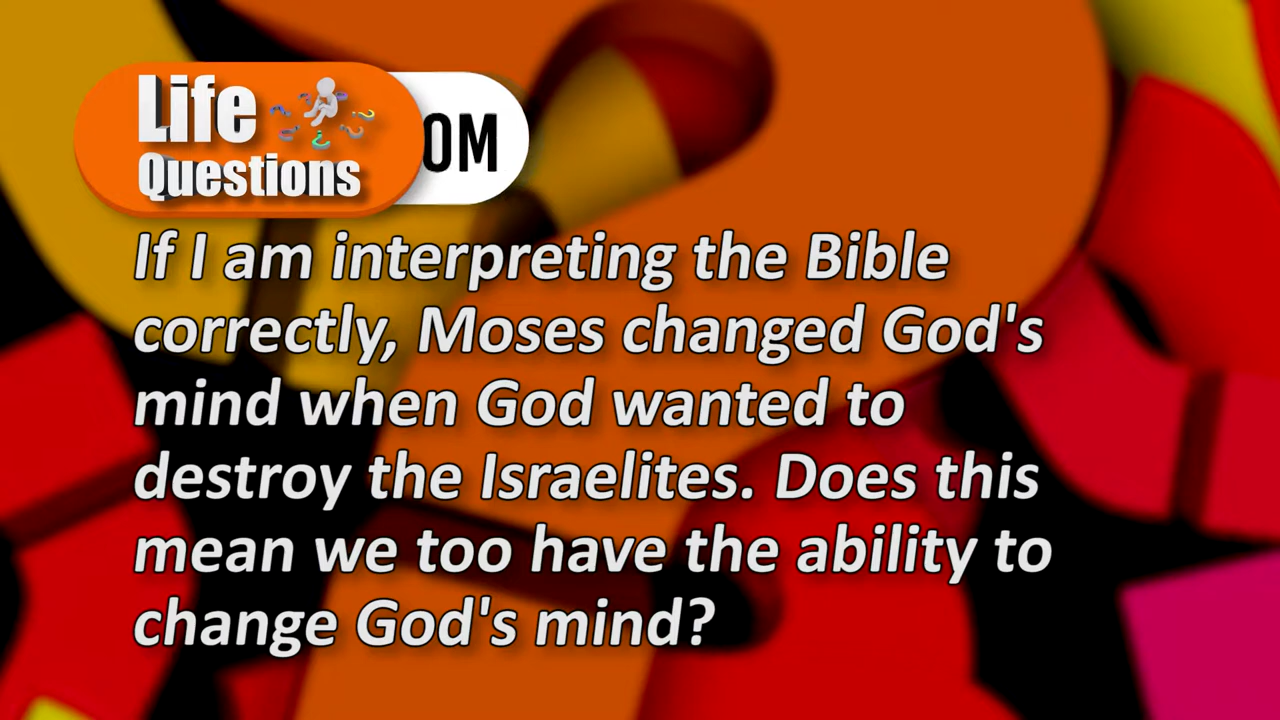 Life
Questions
OM
If I am interpreting the Bible
correctly, Moses changed God's
mind when God wanted to
destroy the Israelites. Does this
mean we too have the ability to
change God's mind?